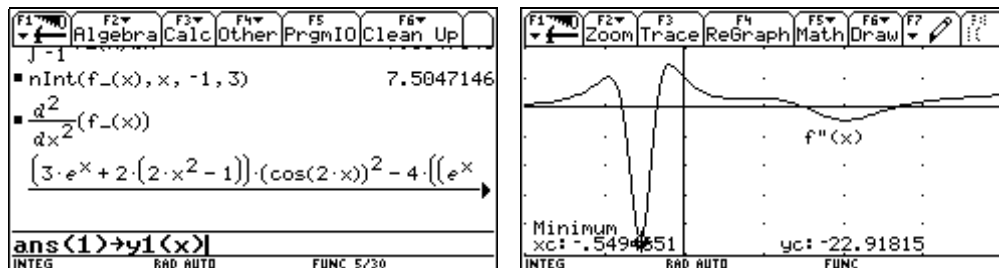 F1 F2 F3 F4 F5 F6
Algebra Calc Other PrgmIO Clean Up
nInt(f_(x),x,-1,3) 7.5047146
d²/dx²(f_(x))
(3·e^x+2·(2·x²-1))·(cos(2·x))²-4·((e^x
ans(1)→y1(x)
INTEG RAD AUTO FUNC 5/30
F1 F2 F3 F4 F5 F6 F7
Zoom Trace ReGraph Math Draw
f"(x)
Minimum
yc:-22.91815
INTEG RAD AUTO FUNC